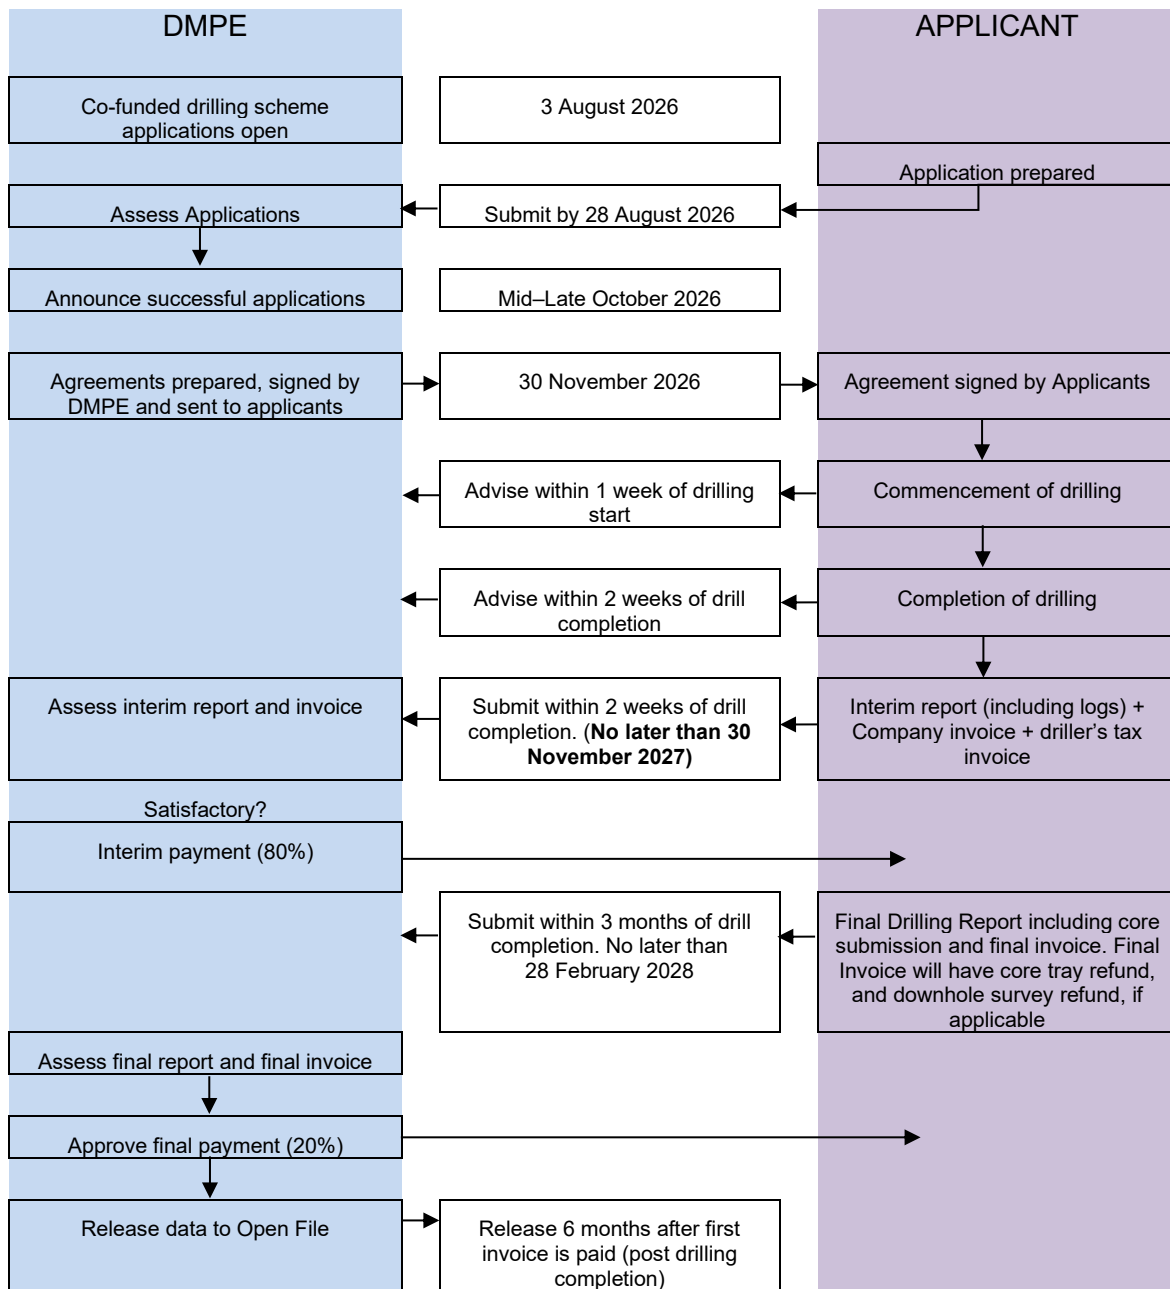 DMPE
APPLICANT
Co-funded drilling scheme
applications open
3 August 2026
Application prepared
Assess Applications
Submit by 28 August 2026
Announce successful applications
Mid–Late October 2026
Agreements prepared, signed by
DMPE and sent to applicants
30 November 2026
Agreement signed by Applicants
Advise within 1 week of drilling
start
Commencement of drilling
Advise within 2 weeks of drill
completion
Completion of drilling
Assess interim report and invoice
Submit within 2 weeks of drill
completion. (No later than 30
November 2027)
Interim report (including logs) +
Company invoice + driller’s tax
invoice
Satisfactory?
Interim payment (80%)
Submit within 3 months of drill
completion. No later than
28 February 2028
Final Drilling Report including core
submission and final invoice. Final
Invoice will have core tray refund,
and downhole survey refund, if
applicable
Assess final report and final invoice
Approve final payment (20%)
Release data to Open File
Release 6 months after first
invoice is paid (post drilling
completion)